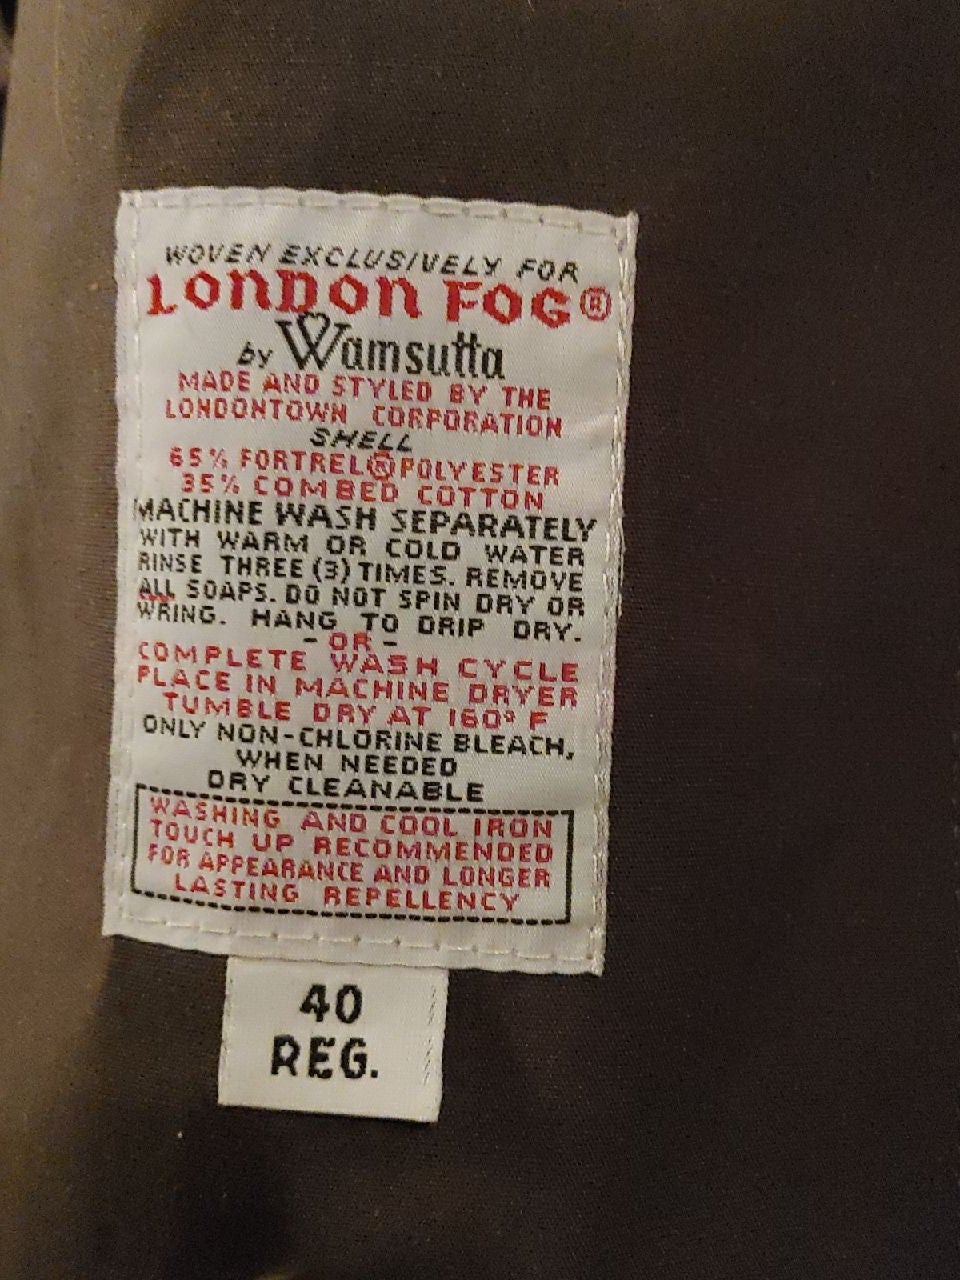 WOVEN EXCLUSIVELY FOR
LONDON FOG®
by Wamsutta
MADE AND STYLED BY THE
LONDONTOWN CORPORATION
SHELL
65% FORTREL® POLYESTER
35% COMBED COTTON
MACHINE WASH SEPARATELY
WITH WARM OR COLD WATER
RINSE THREE (3) TIMES. REMOVE
ALL SOAPS. DO NOT SPIN DRY OR
WRING. HANG TO DRIP DRY.
- OR -
COMPLETE WASH CYCLE
PLACE IN MACHINE DRYER
TUMBLE DRY AT 160° F
ONLY NON-CHLORINE BLEACH,
WHEN NEEDED
DRY CLEANABLE
WASHING AND COOL IRON
TOUCH UP RECOMMENDED
FOR APPEARANCE AND LONGER
LASTING REPELLENCY
40
REG.